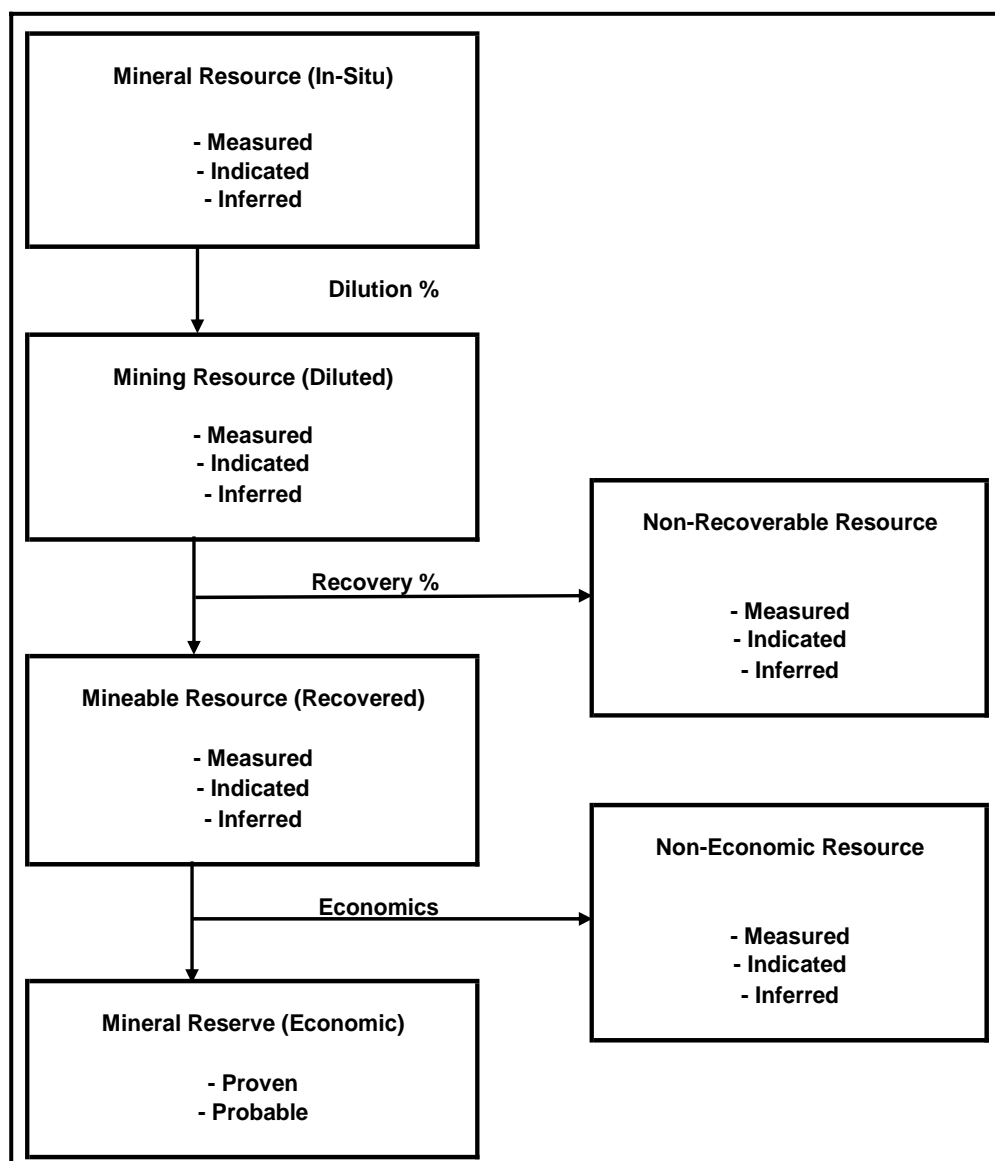 Mineral Resource (In-Situ)
- Measured
- Indicated
- Inferred
Dilution %
Mining Resource (Diluted)
- Measured
- Indicated
- Inferred
Recovery %
Non-Recoverable Resource
- Measured
- Indicated
- Inferred
Mineable Resource (Recovered)
- Measured
- Indicated
- Inferred
Economics
Non-Economic Resource
- Measured
- Indicated
- Inferred
Mineral Reserve (Economic)
- Proven
- Probable